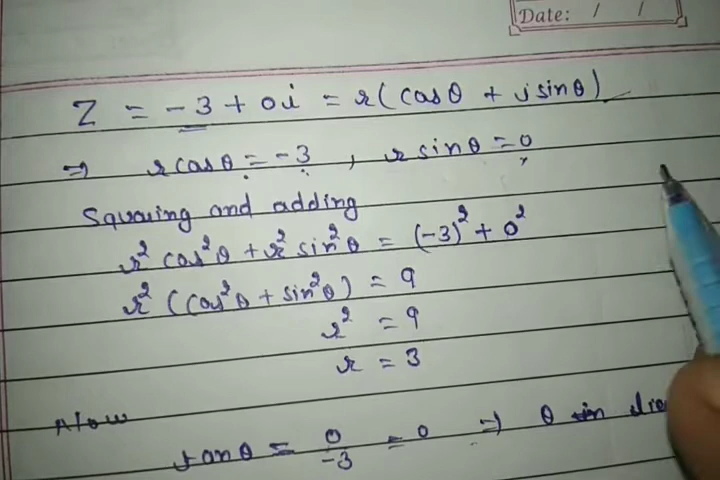 Date: / /
Z = -3 + 0i = r(cosθ + isinθ)
⇒ r cosθ = -3 , r sinθ = 0
Squaring and adding
r² cos²θ + r² sin²θ = (-3)² + 0²
r² (cos²θ + sin²θ) = 9
r² = 9
r = 3
Now
tanθ = 0/-3 = 0 ⇒ θ